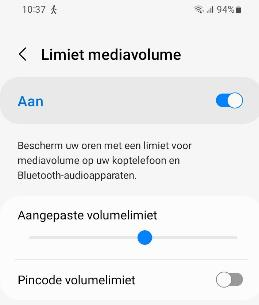 10:37 94%
Limiet mediavolume
Aan
Bescherm uw oren met een limiet voor
mediavolume op uw koptelefoon en
Bluetooth-audioapparaten.
Aangepaste volumelimiet
Pincode volumelimiet